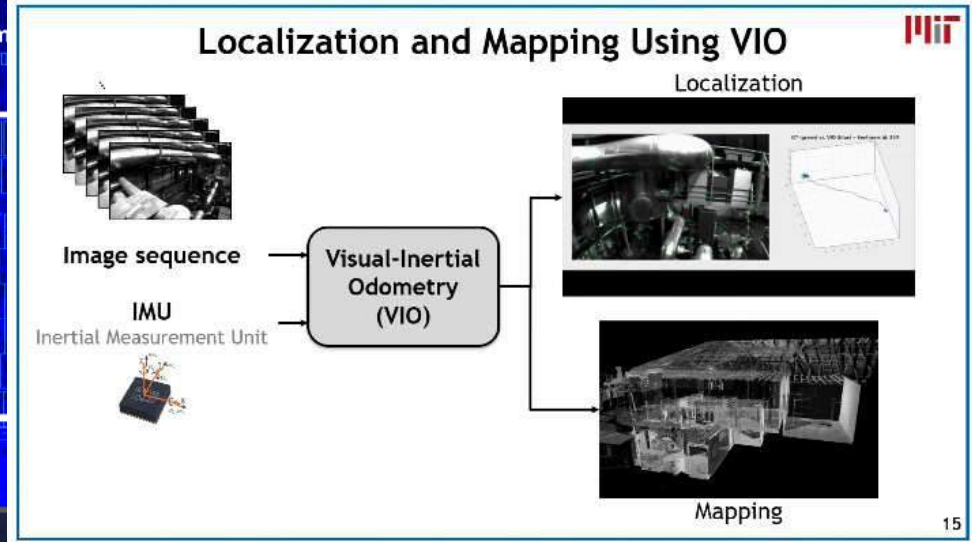 Localization and Mapping Using VIO
MIT
Localization
Image sequence
IMU
Inertial Measurement Unit
Visual-Inertial
Odometry
(VIO)
Mapping
15